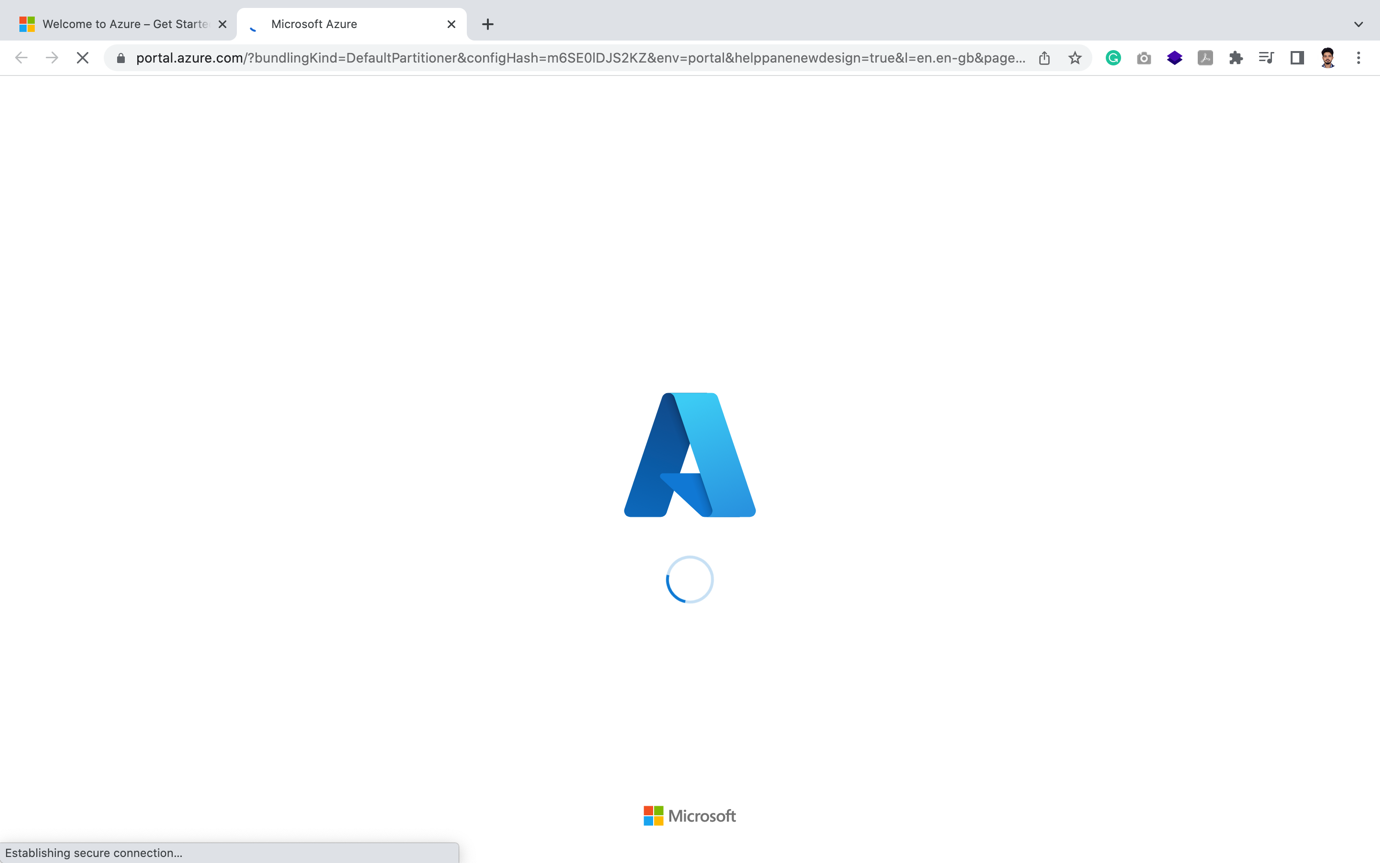 Welcome to Azure – Get Starte
Microsoft Azure
portal.azure.com/?bundlingKind=DefaultPartitioner&configHash=m6SE0lDJS2KZ&env=portal&helppanenewdesign=true&l=en.en-gb&page...
Microsoft
Establishing secure connection...